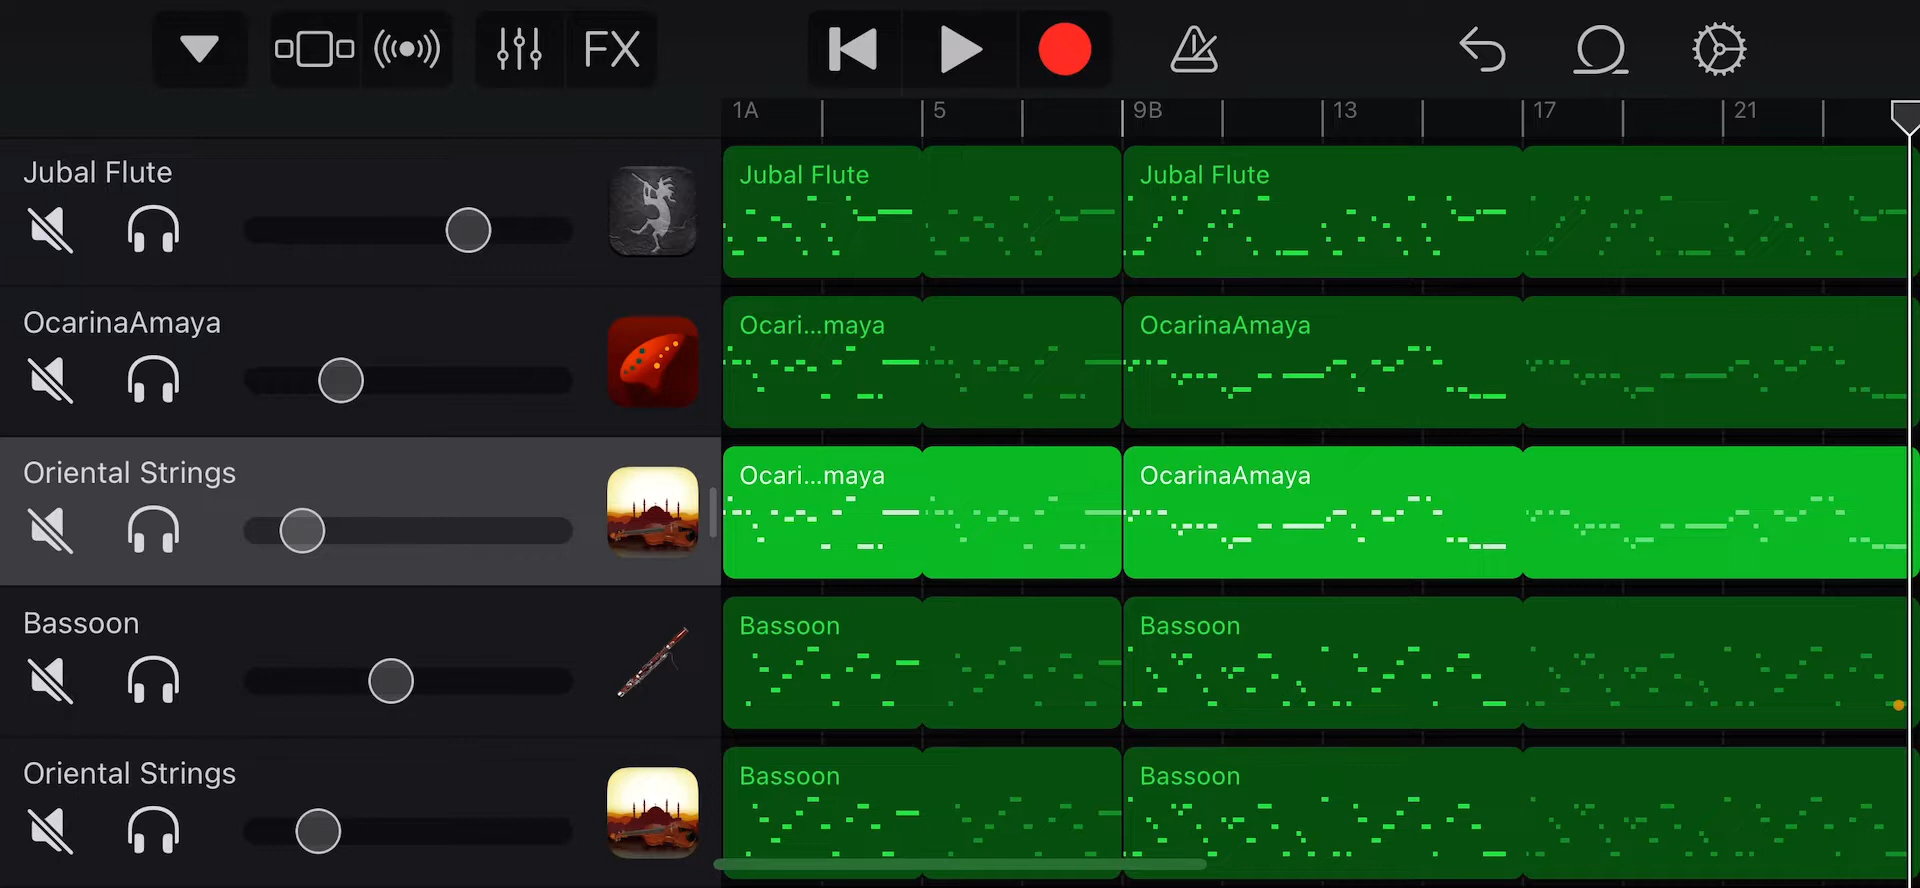 FX
1A 5 9B 13 17 21
Jubal Flute
Jubal Flute Jubal Flute
OcarinaAmaya
Ocari...maya OcarinaAmaya
Oriental Strings
Ocari...maya OcarinaAmaya
Bassoon
Bassoon Bassoon
Oriental Strings
Bassoon Bassoon